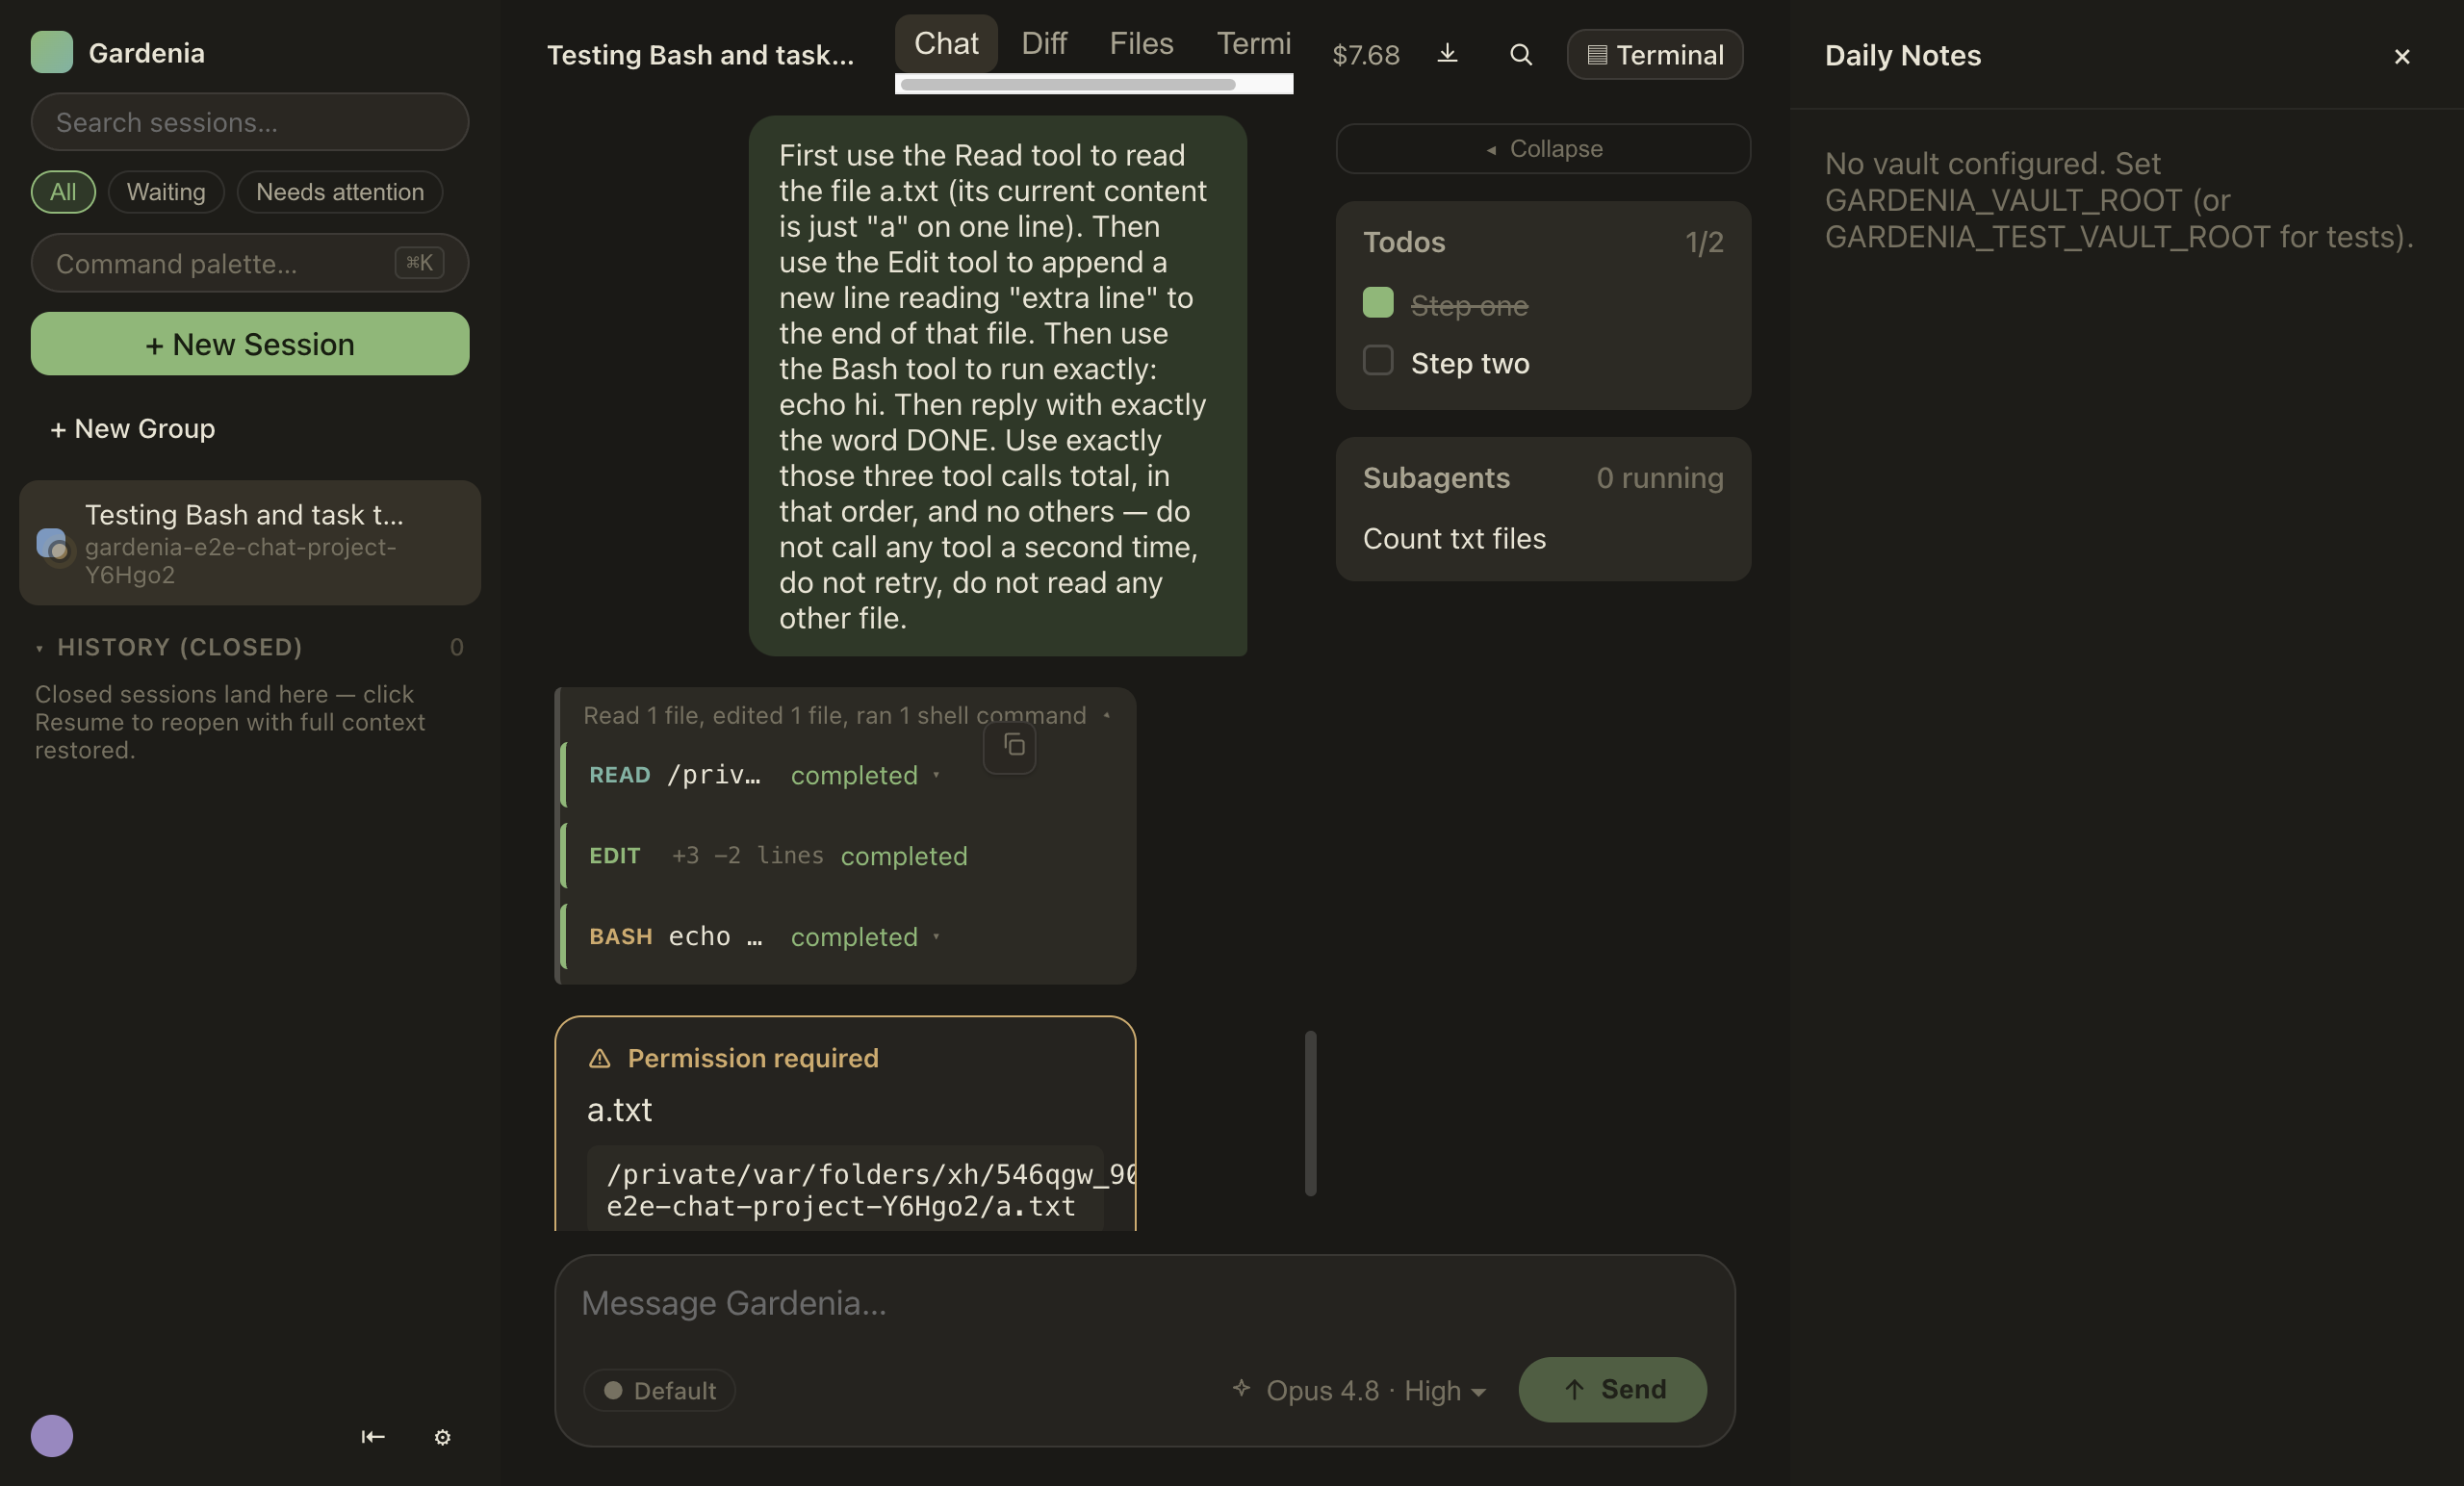 Gardenia
Search sessions...
All
Waiting
Needs attention
Command palette...
⌘K
+ New Session
+ New Group
Testing Bash and task t...
gardenia-e2e-chat-project-
Y6Hgo2
HISTORY (CLOSED)
0
Closed sessions land here — click
Resume to reopen with full context
restored.
Testing Bash and task...
Chat
Diff
Files
Termi
$7.68
Terminal
First use the Read tool to read
the file a.txt (its current content
is just "a" on one line). Then
use the Edit tool to append a
new line reading "extra line" to
the end of that file. Then use
the Bash tool to run exactly:
echo hi. Then reply with exactly
the word DONE. Use exactly
those three tool calls total, in
that order, and no others — do
not call any tool a second time,
do not retry, do not read any
other file.
Read 1 file, edited 1 file, ran 1 shell command
READ /priv… completed
EDIT +3 −2 lines completed
BASH echo … completed
Permission required
a.txt
/private/var/folders/xh/546qgw_90
e2e-chat-project-Y6Hgo2/a.txt
Message Gardenia...
Default
Opus 4.8 · High
Send
Collapse
Todos
1/2
Step one
Step two
Subagents
0 running
Count txt files
Daily Notes
No vault configured. Set
GARDENIA_VAULT_ROOT (or
GARDENIA_TEST_VAULT_ROOT for tests).